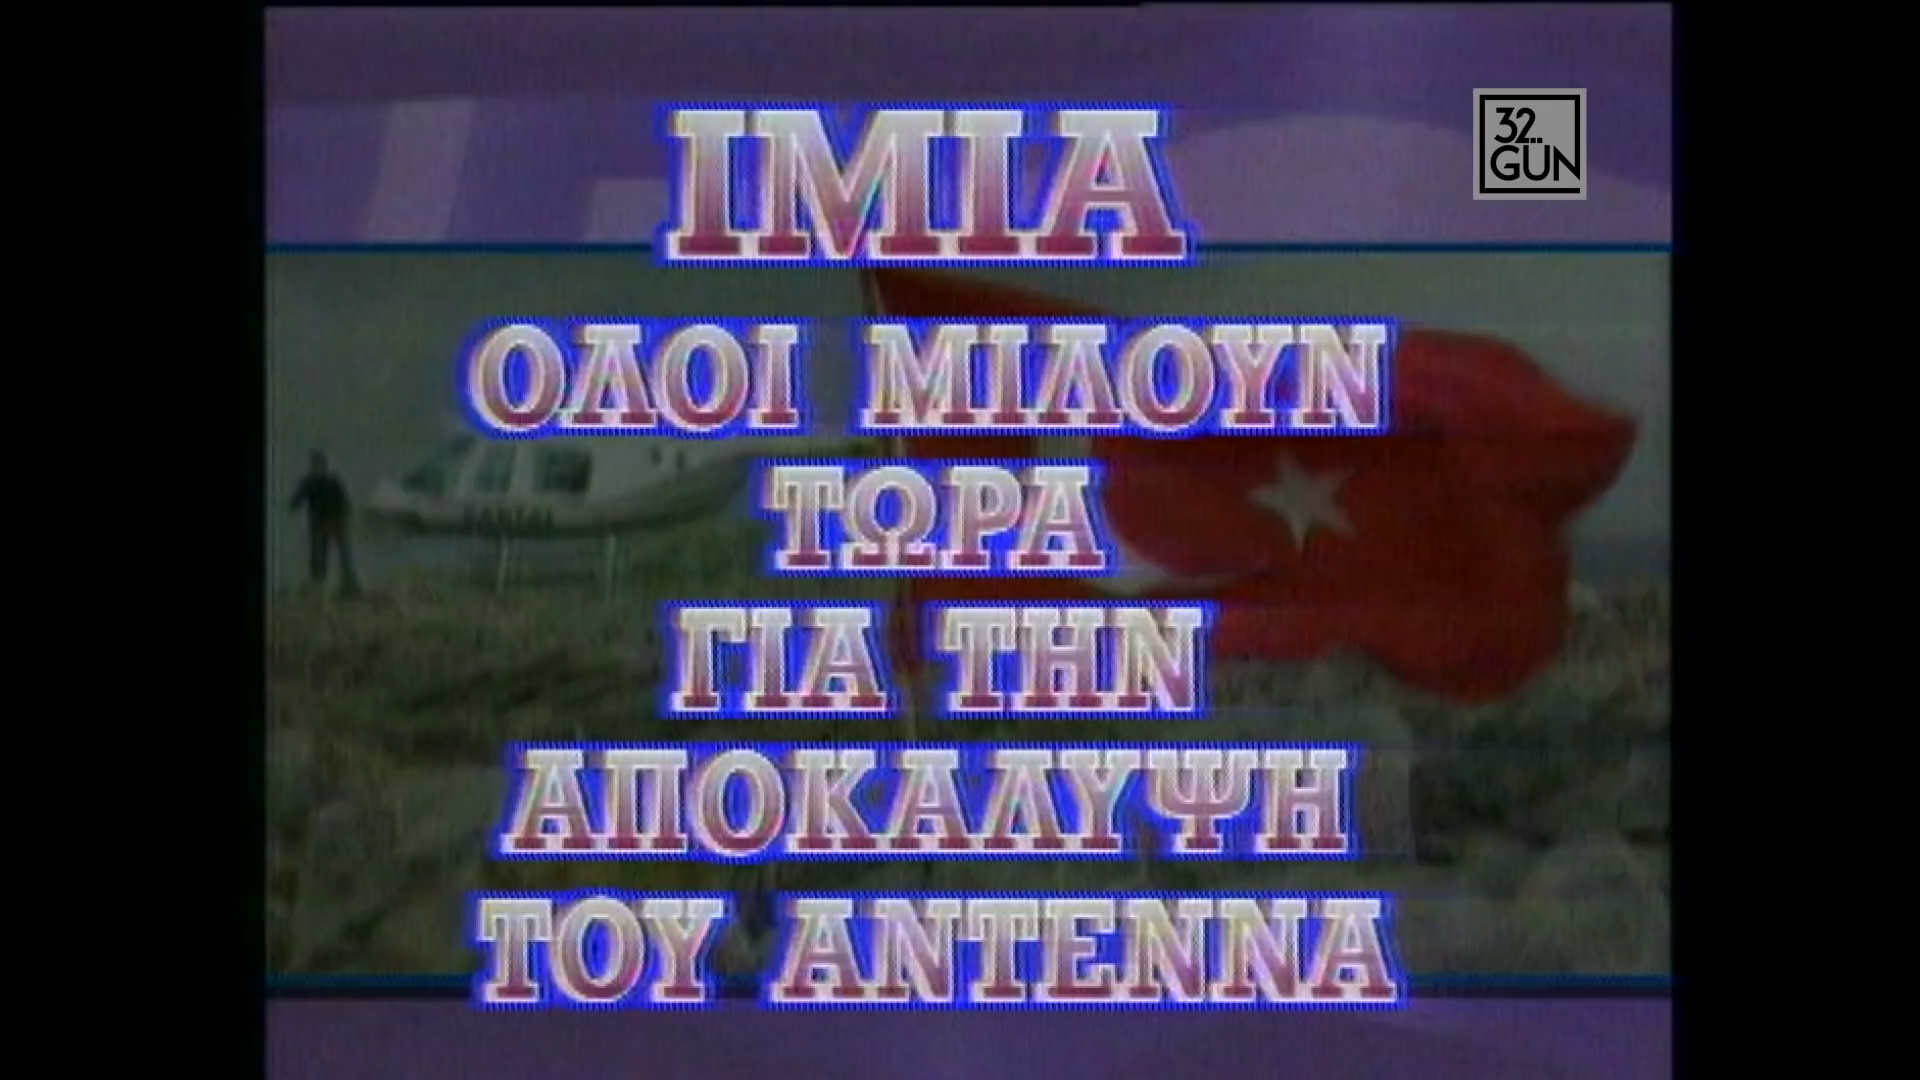 32.
GÜN
ΙΜΙΑ
ΟΛΟΙ ΜΙΛΟΥΝ
ΤΩΡΑ
ΓΙΑ ΤΗΝ
ΑΠΟΚΑΛΥΨΗ
ΤΟΥ ΑΝΤΕΝΝΑ